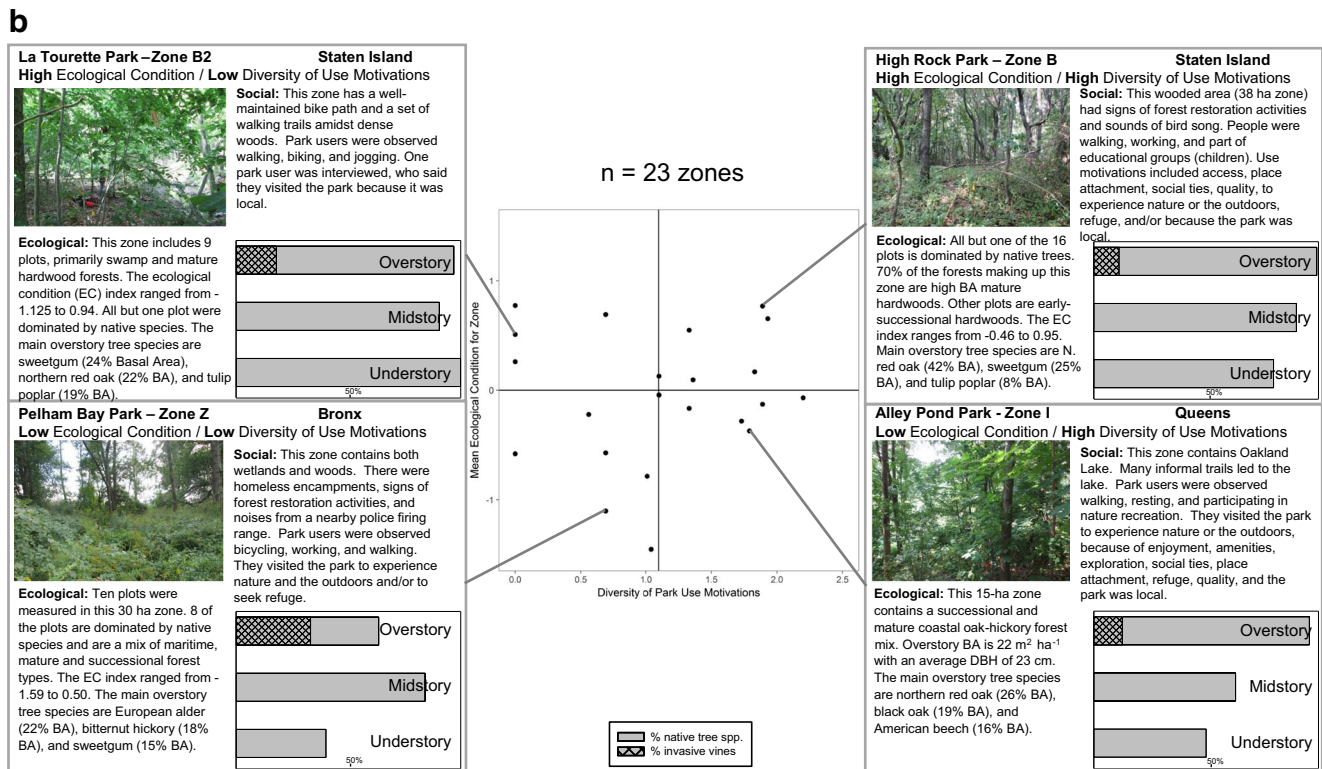 b
La Tourette Park – Zone B2 Staten Island
High Ecological Condition / Low Diversity of Use Motivations
Social: This zone has a well-
maintained bike path and a set of
walking trails amidst dense
woods. Park users were observed
walking, biking, and jogging. One
park user was interviewed, who said
they visited the park because it was
local.
Ecological: This zone includes 9
plots, primarily swamp and mature
hardwood forests. The ecological
condition (EC) index ranged from -
1.125 to 0.94. All but one plot were
dominated by native species. The
main overstory tree species are
sweetgum (24% Basal Area),
northern red oak (22% BA), and tulip
poplar (19% BA).
Overstory
Midstory
Understory
50%
Pelham Bay Park – Zone Z Bronx
Low Ecological Condition / Low Diversity of Use Motivations
Social: This zone contains both
wetlands and woods. There were
homeless encampments, signs of
forest restoration activities, and
noises from a nearby police firing
range. Park users were observed
bicycling, working, and walking.
They visited the park to experience
nature and the outdoors and/or to
seek refuge.
Ecological: Ten plots were
measured in this 30 ha zone. 8 of
the plots are dominated by native
species and are a mix of maritime,
mature and successional forest
types. The EC index ranged from -
1.59 to 0.50. The main overstory
tree species are European alder
(22% BA), bitternut hickory (18%
BA), and sweetgum (15% BA).
Overstory
Midstory
Understory
50%
n = 23 zones
Mean Ecological Condition for Zone
1
0
-1
0.0 0.5 1.0 1.5 2.0 2.5
Diversity of Park Use Motivations
% native tree spp.
% invasive vines
High Rock Park – Zone B Staten Island
High Ecological Condition / High Diversity of Use Motivations
Social: This wooded area (38 ha zone)
had signs of forest restoration activities
and sounds of bird song. People were
walking, working, and part of
educational groups (children). Use
motivations included access, place
attachment, social ties, quality, to
experience nature or the outdoors,
refuge, and/or because the park was
local.
Ecological: All but one of the 16
plots is dominated by native trees.
70% of the forests making up this
zone are high BA mature
hardwoods. Other plots are early-
successional hardwoods. The EC
index ranges from -0.46 to 0.95.
Main overstory tree species are N.
red oak (42% BA), sweetgum (25%
BA), and tulip poplar (8% BA).
Overstory
Midstory
Understory
50%
Alley Pond Park - Zone I Queens
Low Ecological Condition / High Diversity of Use Motivations
Social: This zone contains Oakland
Lake. Many informal trails led to the
lake. Park users were observed
walking, resting, and participating in
nature recreation. They visited the park
to experience nature or the outdoors,
because of enjoyment, amenities,
exploration, social ties, place
attachment, refuge, quality, and the
park was local.
Ecological: This 15-ha zone
contains a successional and
mature coastal oak-hickory forest
mix. Overstory BA is 22 m² ha⁻¹
with an average DBH of 23 cm.
The main overstory tree species
are northern red oak (26% BA),
black oak (19% BA), and
American beech (16% BA).
Overstory
Midstory
Understory
50%